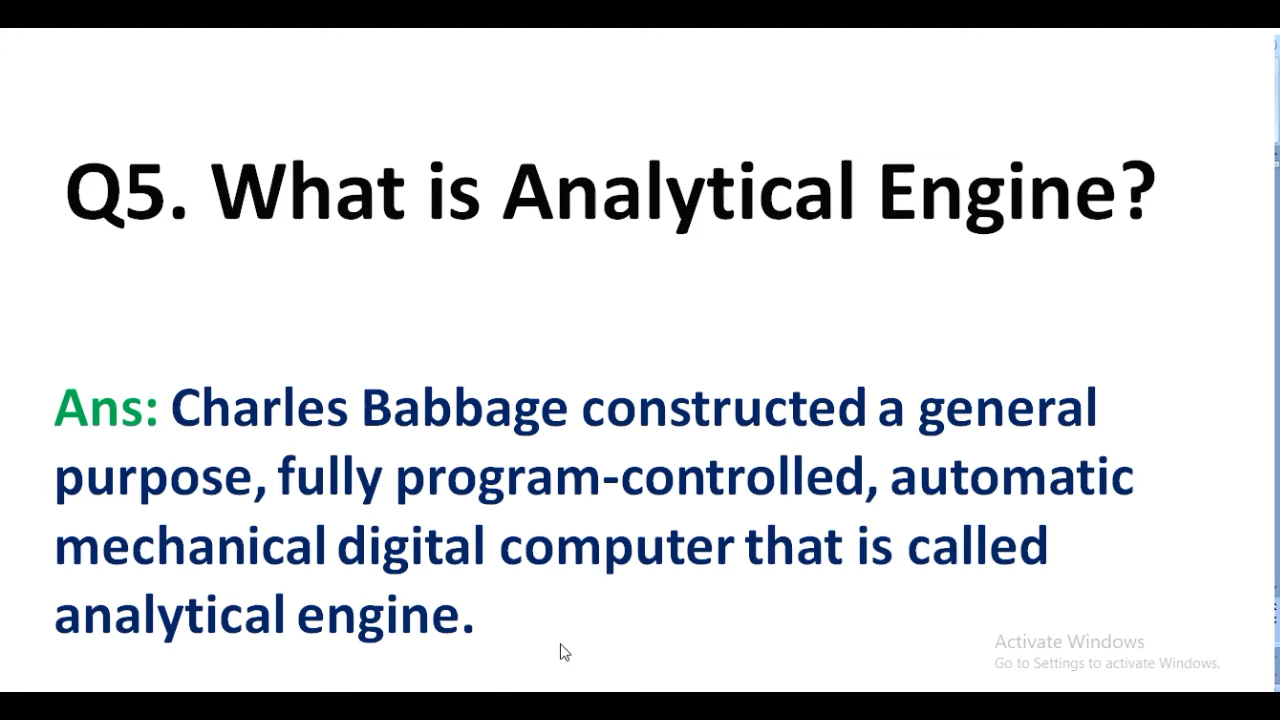 Q5. What is Analytical Engine?
Ans: Charles Babbage constructed a general
purpose, fully program-controlled, automatic
mechanical digital computer that is called
analytical engine.
Activate Windows
Go to Settings to activate Windows.